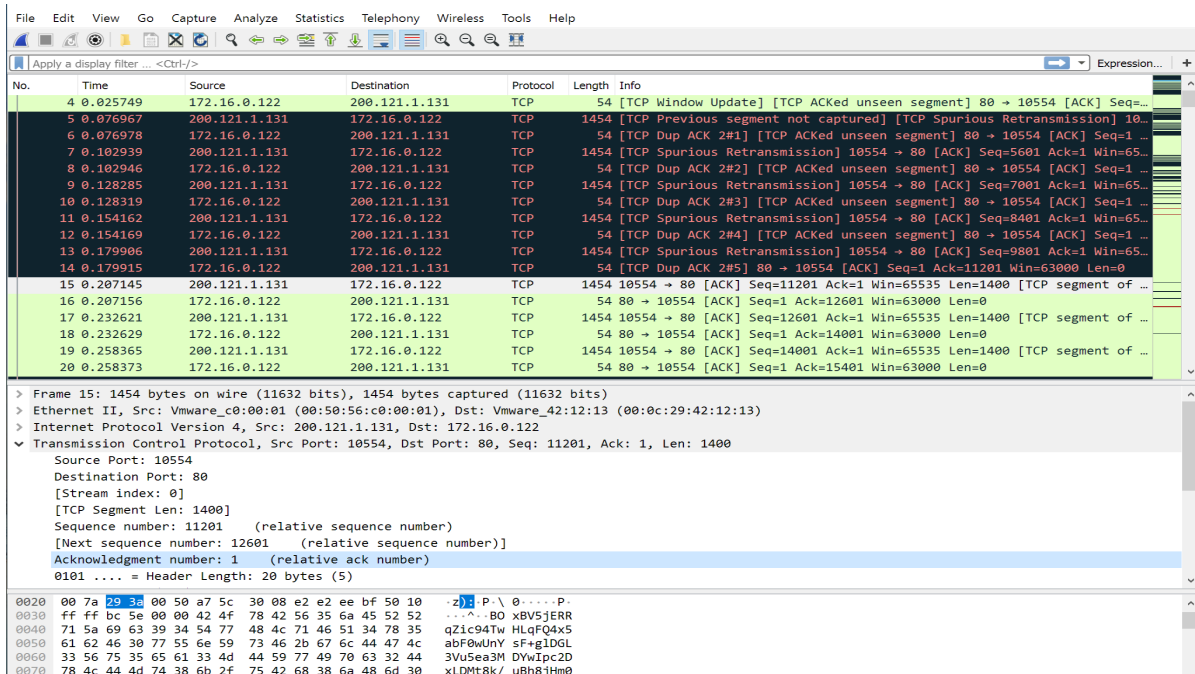 File Edit View Go Capture Analyze Statistics Telephony Wireless Tools Help
Apply a display filter ... <Ctrl-/> Expression... +
No. Time Source Destination Protocol Length Info
4 0.025749 172.16.0.122 200.121.1.131 TCP 54 [TCP Window Update] [TCP ACKed unseen segment] 80 → 10554 [ACK] Seq=…
5 0.076967 200.121.1.131 172.16.0.122 TCP 1454 [TCP Previous segment not captured] [TCP Spurious Retransmission] 10…
6 0.076978 172.16.0.122 200.121.1.131 TCP 54 [TCP Dup ACK 2#1] [TCP ACKed unseen segment] 80 → 10554 [ACK] Seq=1 …
7 0.102939 200.121.1.131 172.16.0.122 TCP 1454 [TCP Spurious Retransmission] 10554 → 80 [ACK] Seq=5601 Ack=1 Win=65…
8 0.102946 172.16.0.122 200.121.1.131 TCP 54 [TCP Dup ACK 2#2] [TCP ACKed unseen segment] 80 → 10554 [ACK] Seq=1 …
9 0.128285 200.121.1.131 172.16.0.122 TCP 1454 [TCP Spurious Retransmission] 10554 → 80 [ACK] Seq=7001 Ack=1 Win=65…
10 0.128319 172.16.0.122 200.121.1.131 TCP 54 [TCP Dup ACK 2#3] [TCP ACKed unseen segment] 80 → 10554 [ACK] Seq=1 …
11 0.154162 200.121.1.131 172.16.0.122 TCP 1454 [TCP Spurious Retransmission] 10554 → 80 [ACK] Seq=8401 Ack=1 Win=65…
12 0.154169 172.16.0.122 200.121.1.131 TCP 54 [TCP Dup ACK 2#4] [TCP ACKed unseen segment] 80 → 10554 [ACK] Seq=1 …
13 0.179906 200.121.1.131 172.16.0.122 TCP 1454 [TCP Spurious Retransmission] 10554 → 80 [ACK] Seq=9801 Ack=1 Win=65…
14 0.179915 172.16.0.122 200.121.1.131 TCP 54 [TCP Dup ACK 2#5] 80 → 10554 [ACK] Seq=1 Ack=11201 Win=63000 Len=0
15 0.207145 200.121.1.131 172.16.0.122 TCP 1454 10554 → 80 [ACK] Seq=11201 Ack=1 Win=65535 Len=1400 [TCP segment of …
16 0.207156 172.16.0.122 200.121.1.131 TCP 54 80 → 10554 [ACK] Seq=1 Ack=12601 Win=63000 Len=0
17 0.232621 200.121.1.131 172.16.0.122 TCP 1454 10554 → 80 [ACK] Seq=12601 Ack=1 Win=65535 Len=1400 [TCP segment of …
18 0.232629 172.16.0.122 200.121.1.131 TCP 54 80 → 10554 [ACK] Seq=1 Ack=14001 Win=63000 Len=0
19 0.258365 200.121.1.131 172.16.0.122 TCP 1454 10554 → 80 [ACK] Seq=14001 Ack=1 Win=65535 Len=1400 [TCP segment of …
20 0.258373 172.16.0.122 200.121.1.131 TCP 54 80 → 10554 [ACK] Seq=1 Ack=15401 Win=63000 Len=0
Frame 15: 1454 bytes on wire (11632 bits), 1454 bytes captured (11632 bits)
Ethernet II, Src: Vmware_c0:00:01 (00:50:56:c0:00:01), Dst: Vmware_42:12:13 (00:0c:29:42:12:13)
Internet Protocol Version 4, Src: 200.121.1.131, Dst: 172.16.0.122
Transmission Control Protocol, Src Port: 10554, Dst Port: 80, Seq: 11201, Ack: 1, Len: 1400
Source Port: 10554
Destination Port: 80
[Stream index: 0]
[TCP Segment Len: 1400]
Sequence number: 11201 (relative sequence number)
[Next sequence number: 12601 (relative sequence number)]
Acknowledgment number: 1 (relative ack number)
0101 .... = Header Length: 20 bytes (5)
0020 00 7a 29 3a 00 50 a7 5c 30 08 e2 e2 ee bf 50 10 ·z):·P·\ 0·····P·
0030 ff ff bc 5e 00 00 42 4f 78 42 56 35 6a 45 52 52 ···^··BO xBV5jERR
0040 71 5a 69 63 39 34 54 77 48 4c 71 46 51 34 78 35 qZic94Tw HLqFQ4x5
0050 61 62 46 30 77 55 6e 59 73 46 2b 67 6c 44 47 4c abF0wUnY sF+glDGL
0060 33 56 75 35 65 61 33 4d 44 59 77 49 70 63 32 44 3Vu5ea3M DYwIpc2D
0070 78 4c 44 4d 74 38 6b 2f 75 42 68 38 6a 48 6d 30 xLDMt8k/ uBh8jHm0